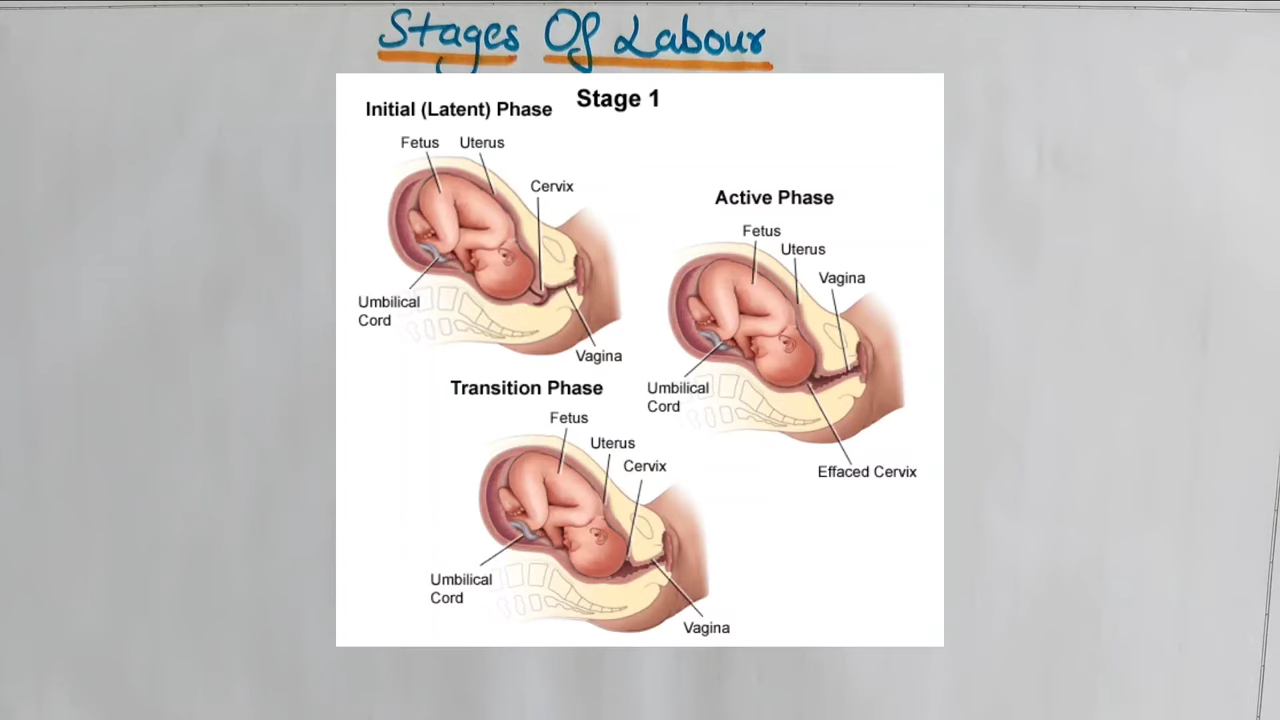 Stages Of Labour
Stage 1
Initial (Latent) Phase
Fetus
Uterus
Cervix
Umbilical
Cord
Vagina
Active Phase
Fetus
Uterus
Vagina
Umbilical
Cord
Effaced Cervix
Transition Phase
Fetus
Uterus
Cervix
Umbilical
Cord
Vagina